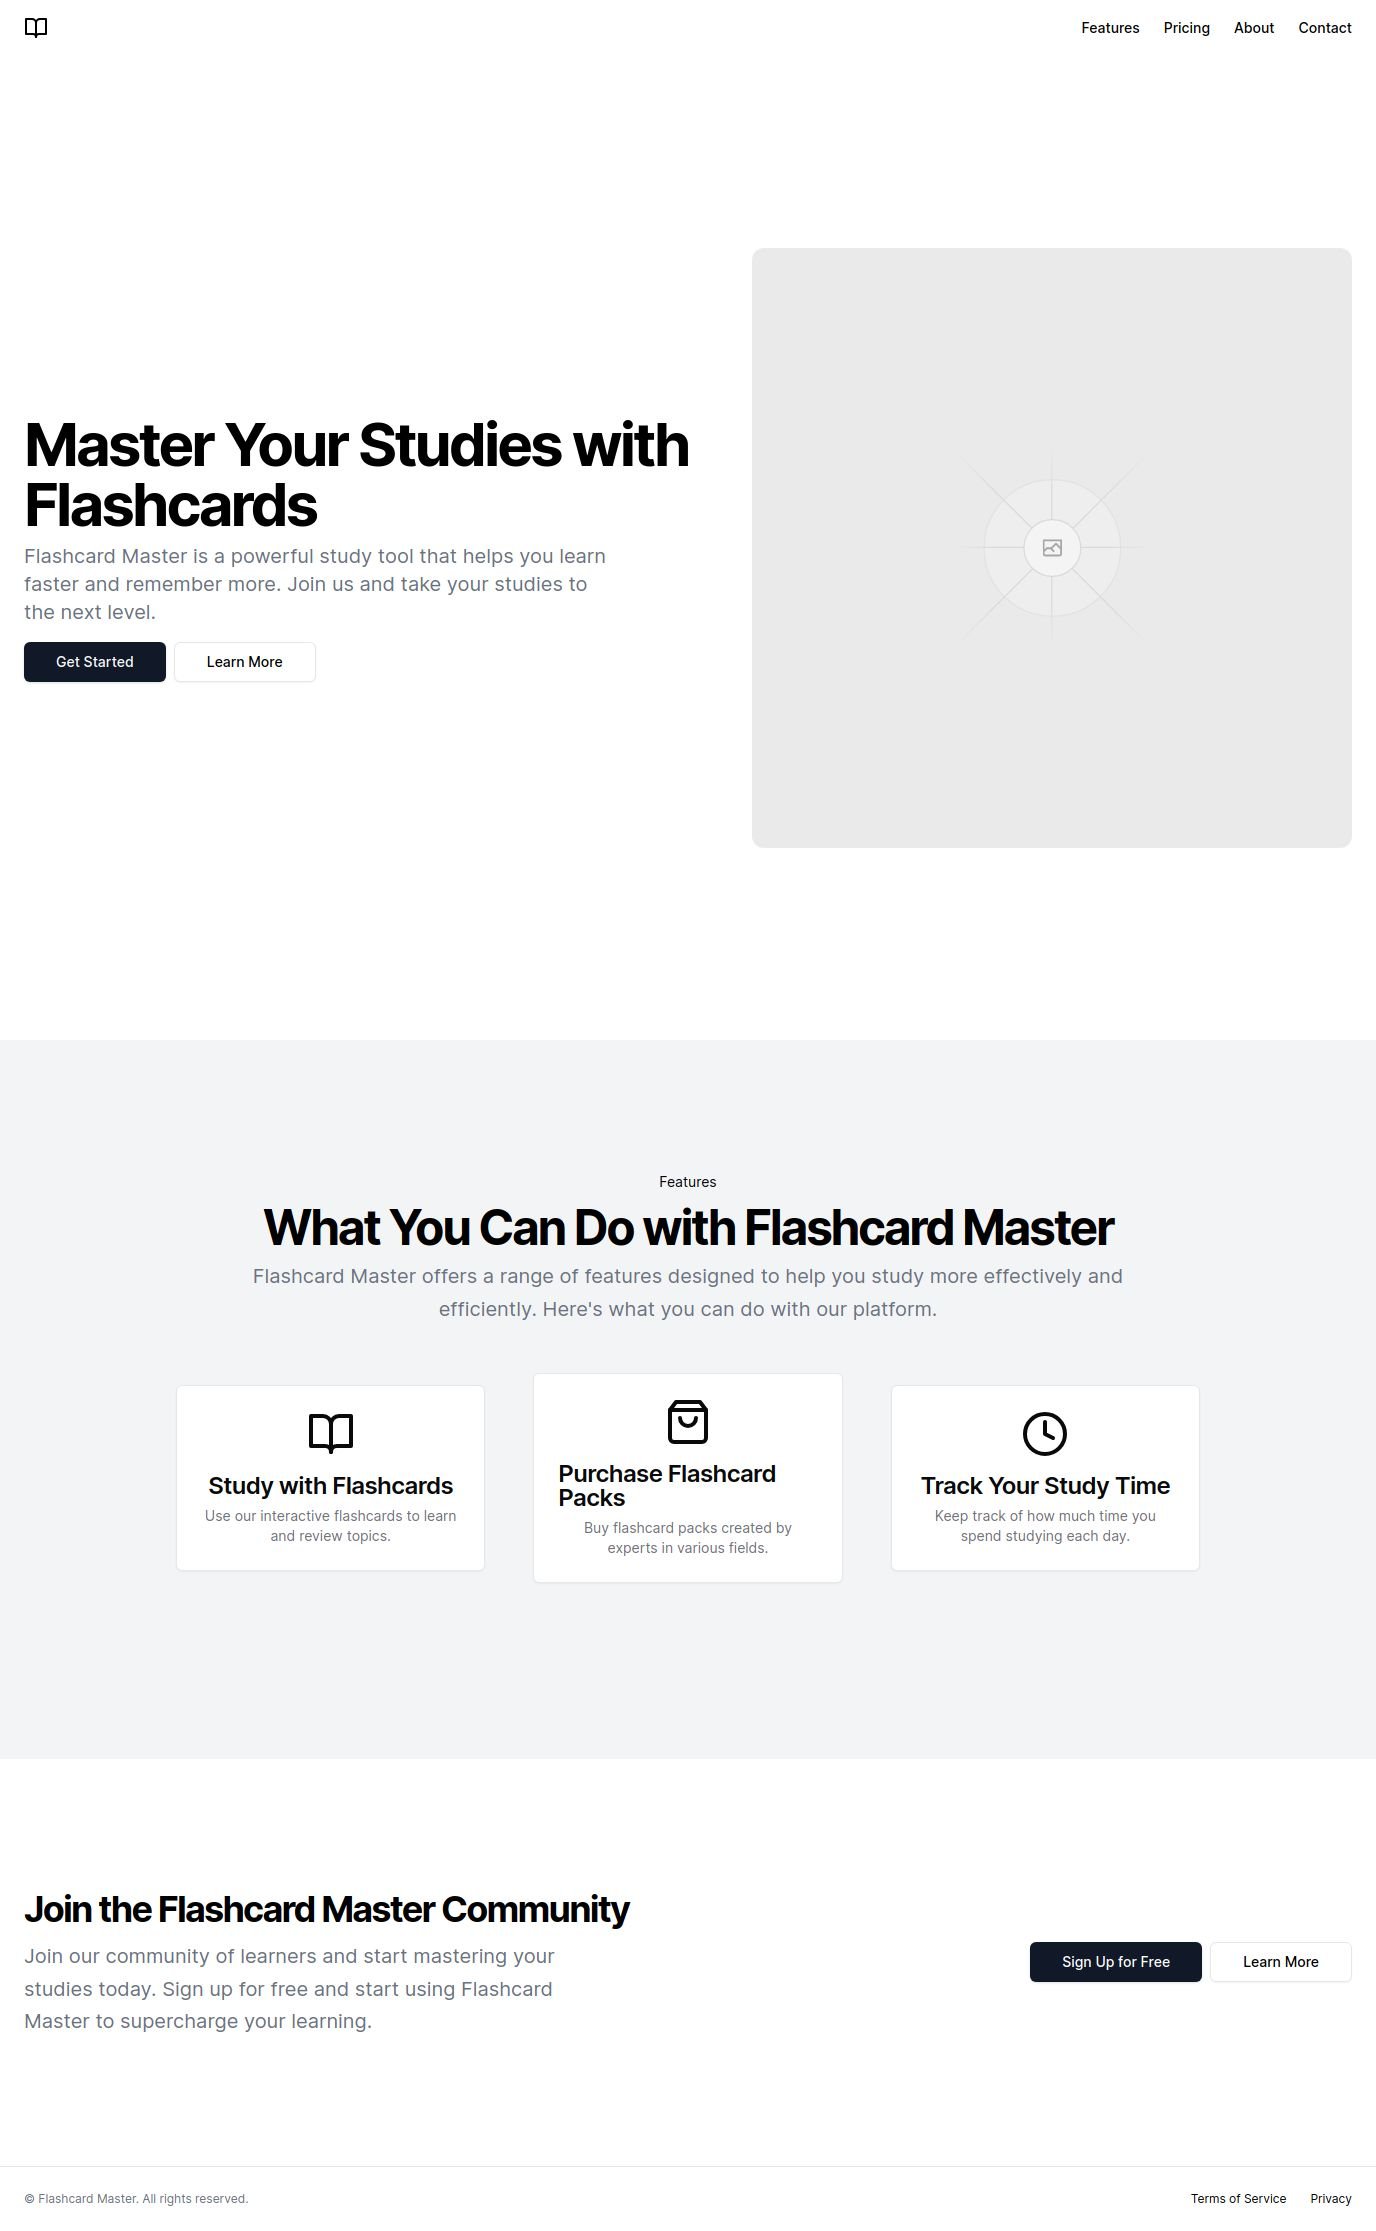 Features Pricing About Contact
Master Your Studies with
Flashcards
Flashcard Master is a powerful study tool that helps you learn
faster and remember more. Join us and take your studies to
the next level.
Get Started Learn More
Features
What You Can Do with Flashcard Master
Flashcard Master offers a range of features designed to help you study more effectively and
efficiently. Here's what you can do with our platform.
Study with Flashcards
Use our interactive flashcards to learn
and review topics.
Purchase Flashcard
Packs
Buy flashcard packs created by
experts in various fields.
Track Your Study Time
Keep track of how much time you
spend studying each day.
Join the Flashcard Master Community
Join our community of learners and start mastering your
studies today. Sign up for free and start using Flashcard
Master to supercharge your learning.
Sign Up for Free Learn More
© Flashcard Master. All rights reserved.
Terms of Service Privacy